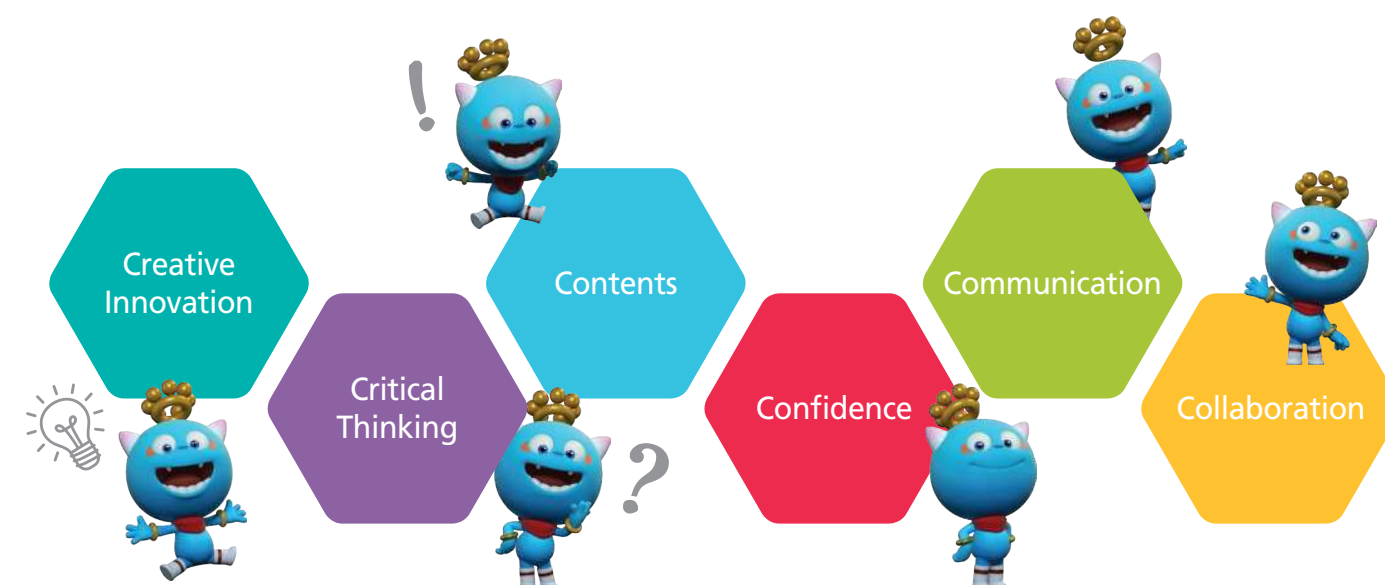 !
Creative
Innovation
Critical
Thinking
Contents
?
Confidence
Communication
Collaboration